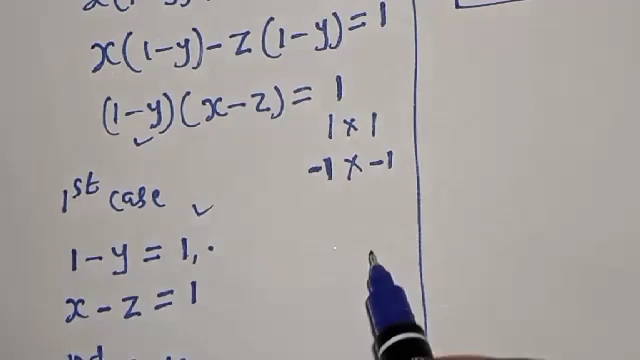 x(1-y)-z(1-y)=1
(1-y)(x-z)=1
1×1
-1×-1
1st case
1-y=1,
x-z=1